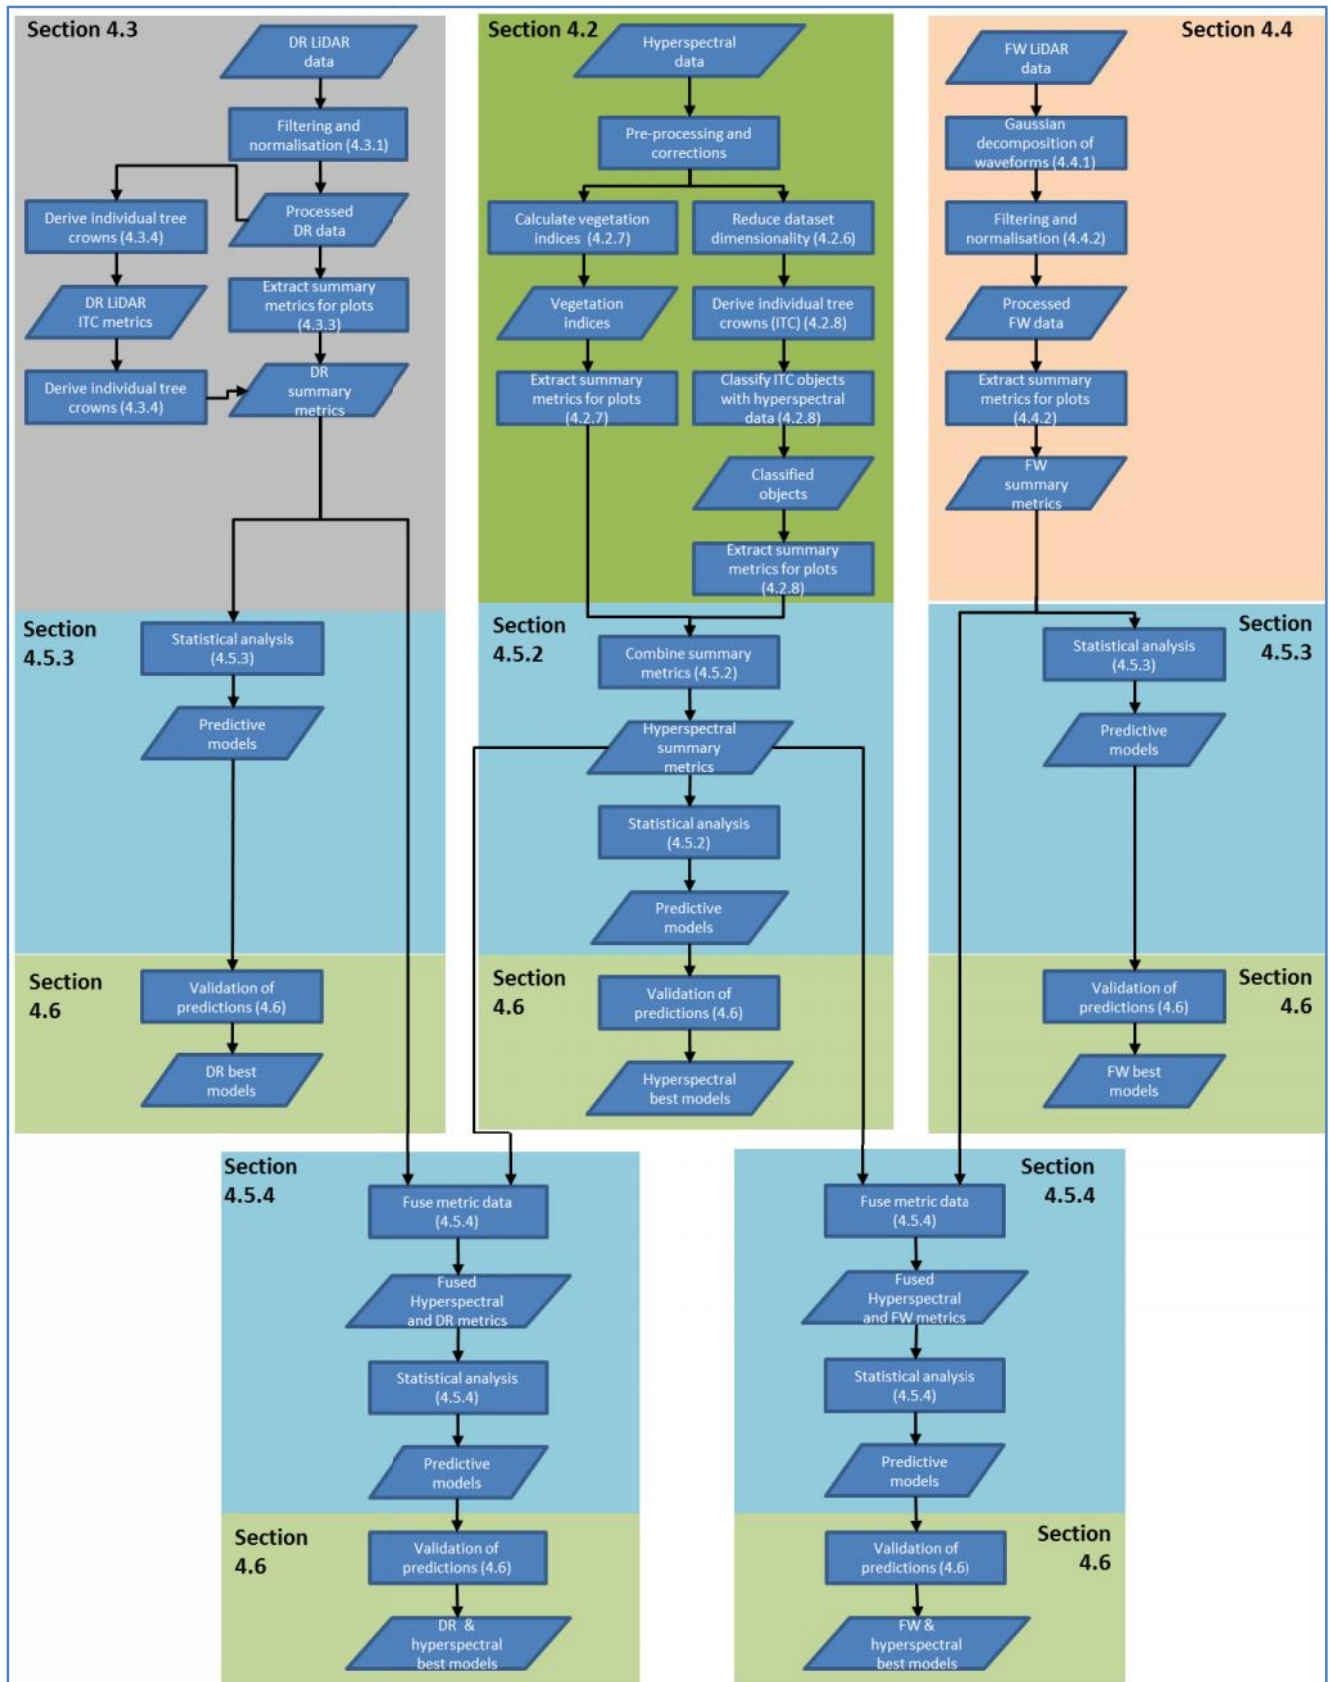 Section 4.3
DR LiDAR
data
Filtering and
normalisation (4.3.1)
Derive individual tree
crowns (4.3.4)
Processed
DR data
DR LiDAR
ITC metrics
Extract summary
metrics for plots
(4.3.3)
Derive individual tree
crowns (4.3.4)
DR
summary
metrics
Section 4.2
Hyperspectral
data
Pre-processing and
corrections
Calculate vegetation
indices (4.2.7)
Reduce dataset
dimensionality (4.2.6)
Vegetation
indices
Derive individual tree
crowns (ITC) (4.2.8)
Extract summary
metrics for plots
(4.2.7)
Classify ITC objects
with hyperspectral
data (4.2.8)
Classified
objects
Extract summary
metrics for plots
(4.2.8)
Section 4.4
FW LiDAR
data
Gaussian
decomposition of
waveforms (4.4.1)
Filtering and
normalisation (4.4.2)
Processed
FW data
Extract summary
metrics for plots
(4.4.2)
FW
summary
metrics
Section
4.5.3
Statistical analysis
(4.5.3)
Predictive
models
Section
4.5.2
Combine summary
metrics (4.5.2)
Hyperspectral
summary
metrics
Statistical analysis
(4.5.2)
Predictive
models
Section
4.5.3
Statistical analysis
(4.5.3)
Predictive
models
Section
4.6
Validation of
predictions (4.6)
DR best
models
Section
4.6
Validation of
predictions (4.6)
Hyperspectral
best models
Section
4.6
Validation of
predictions (4.6)
FW best
models
Section
4.5.4
Fuse metric data
(4.5.4)
Fused
Hyperspectral
and DR metrics
Statistical analysis
(4.5.4)
Predictive
models
Section
4.6
Validation of
predictions (4.6)
DR &
hyperspectral
best models
Section
4.5.4
Fuse metric data
(4.5.4)
Fused
Hyperspectral
and FW metrics
Statistical analysis
(4.5.4)
Predictive
models
Section
4.6
Validation of
predictions (4.6)
FW &
hyperspectral
best models